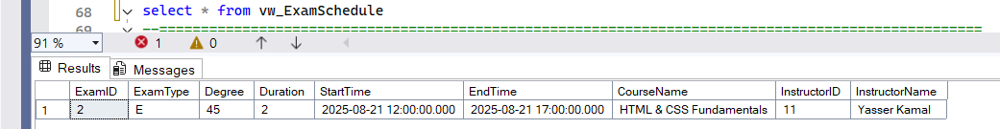 68 select * from vw_ExamSchedule
69 --==========================================================================================
91 % 1 0
Results Messages
ExamID ExamType Degree Duration StartTime EndTime CourseName InstructorID InstructorName
1 2 E 45 2 2025-08-21 12:00:00.000 2025-08-21 17:00:00.000 HTML & CSS Fundamentals 11 Yasser Kamal